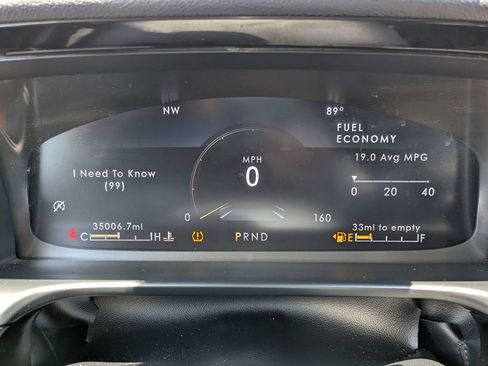 NW
89°
FUEL
ECONOMY
MPH
0
19.0 Avg MPG
I Need To Know
(99)
0 20 40
0 160
35006.7mi
33mi to empty
C H
PRND
E F